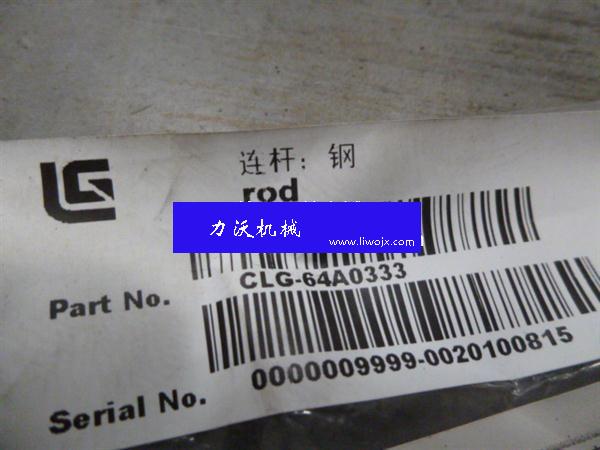 连杆：钢
rod
力沃机械
www.liwojx.com
Part No.
CLG-64A0333
Serial No.
0000009999-0020100815